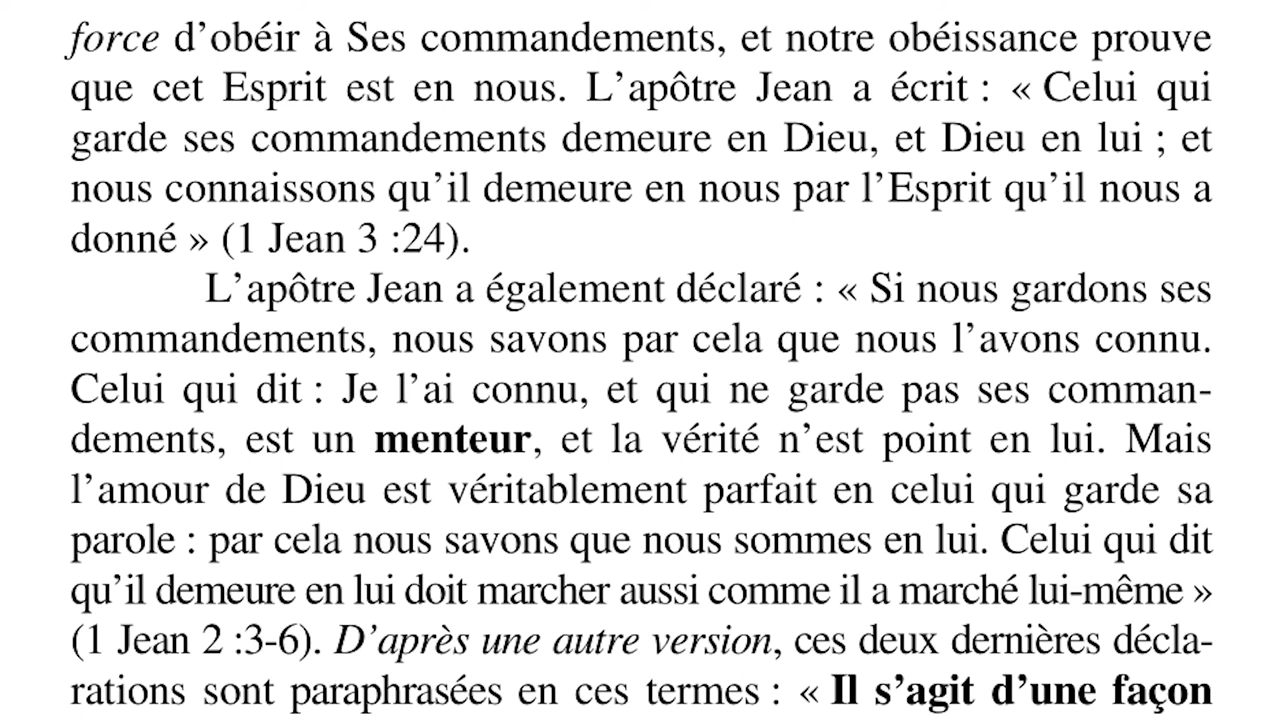 force d’obéir à Ses commandements, et notre obéissance prouve
que cet Esprit est en nous. L’apôtre Jean a écrit : « Celui qui
garde ses commandements demeure en Dieu, et Dieu en lui ; et
nous connaissons qu’il demeure en nous par l’Esprit qu’il nous a
donné » (1 Jean 3 :24).
L’apôtre Jean a également déclaré : « Si nous gardons ses
commandements, nous savons par cela que nous l’avons connu.
Celui qui dit : Je l’ai connu, et qui ne garde pas ses comman-
dements, est un menteur, et la vérité n’est point en lui. Mais
l’amour de Dieu est véritablement parfait en celui qui garde sa
parole : par cela nous savons que nous sommes en lui. Celui qui dit
qu’il demeure en lui doit marcher aussi comme il a marché lui-même »
(1 Jean 2 :3-6). D’après une autre version, ces deux dernières décla-
rations sont paraphrasées en ces termes : « Il s’agit d’une façon